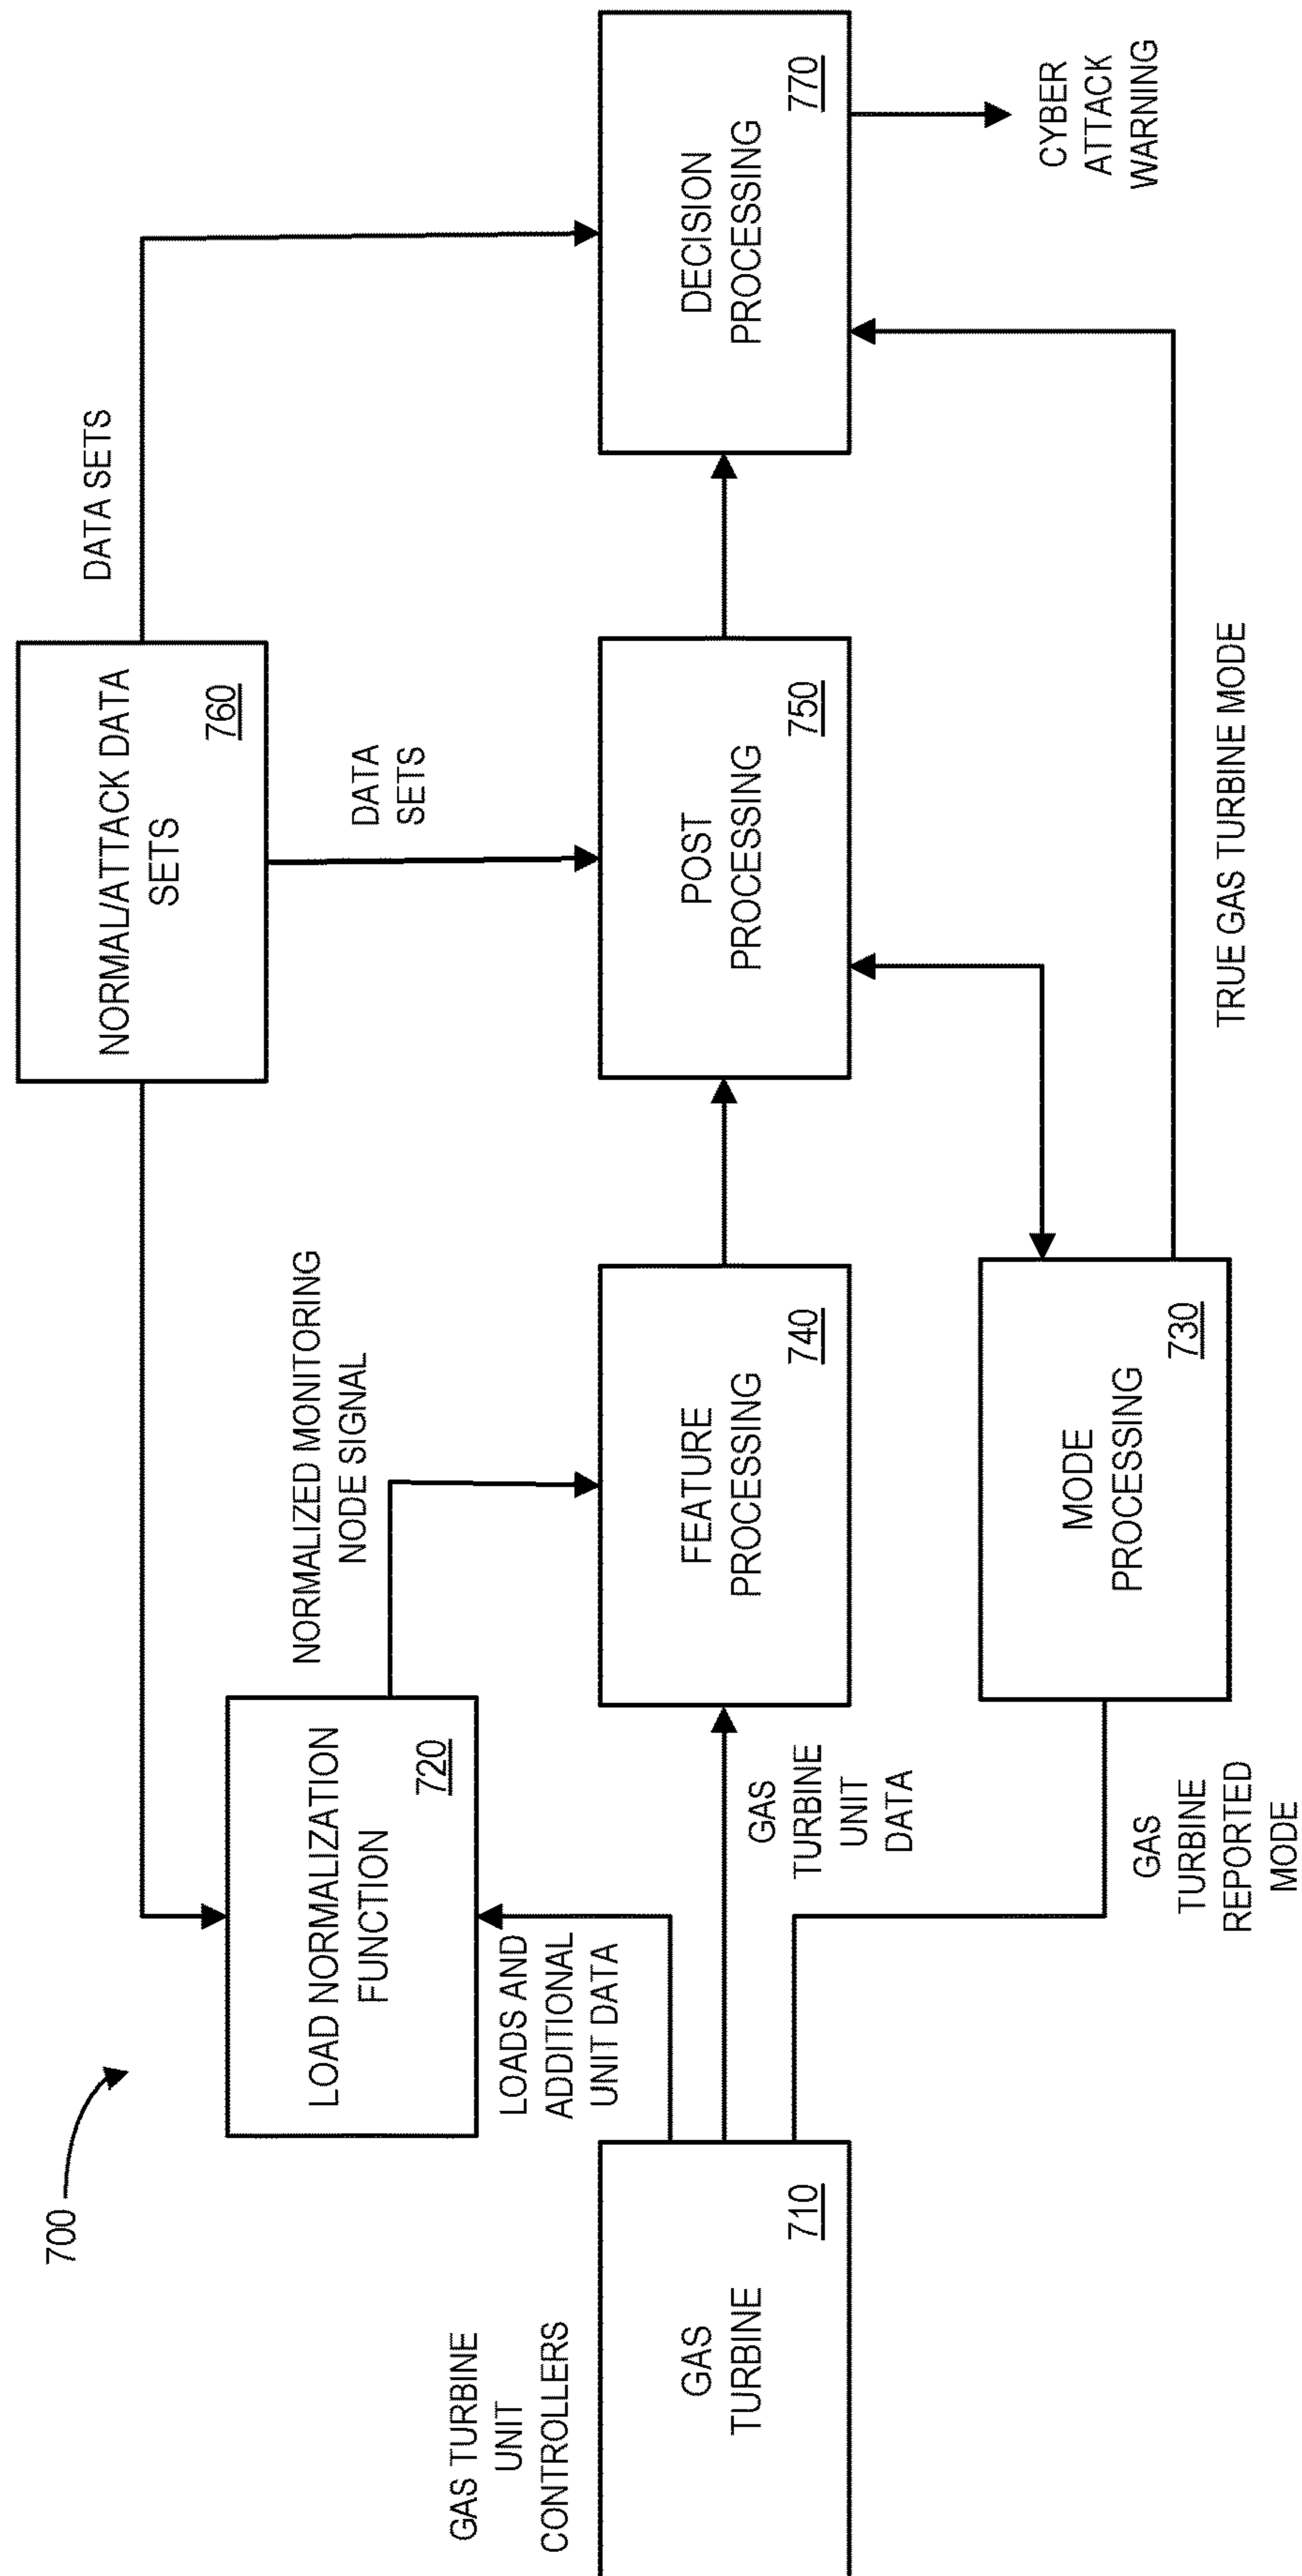 700
NORMAL/ATTACK DATA
SETS
760
DATA SETS
DATA
SETS
LOAD NORMALIZATION
FUNCTION
720
NORMALIZED MONITORING
NODE SIGNAL
LOADS AND
ADDITIONAL
UNIT DATA
GAS TURBINE
UNIT
CONTROLLERS
GAS
TURBINE
710
GAS
TURBINE
UNIT
DATA
FEATURE
PROCESSING
740
POST
PROCESSING
750
DECISION
PROCESSING
770
CYBER
ATTACK
WARNING
GAS
TURBINE
REPORTED
MODE
MODE
PROCESSING
730
TRUE GAS TURBINE MODE